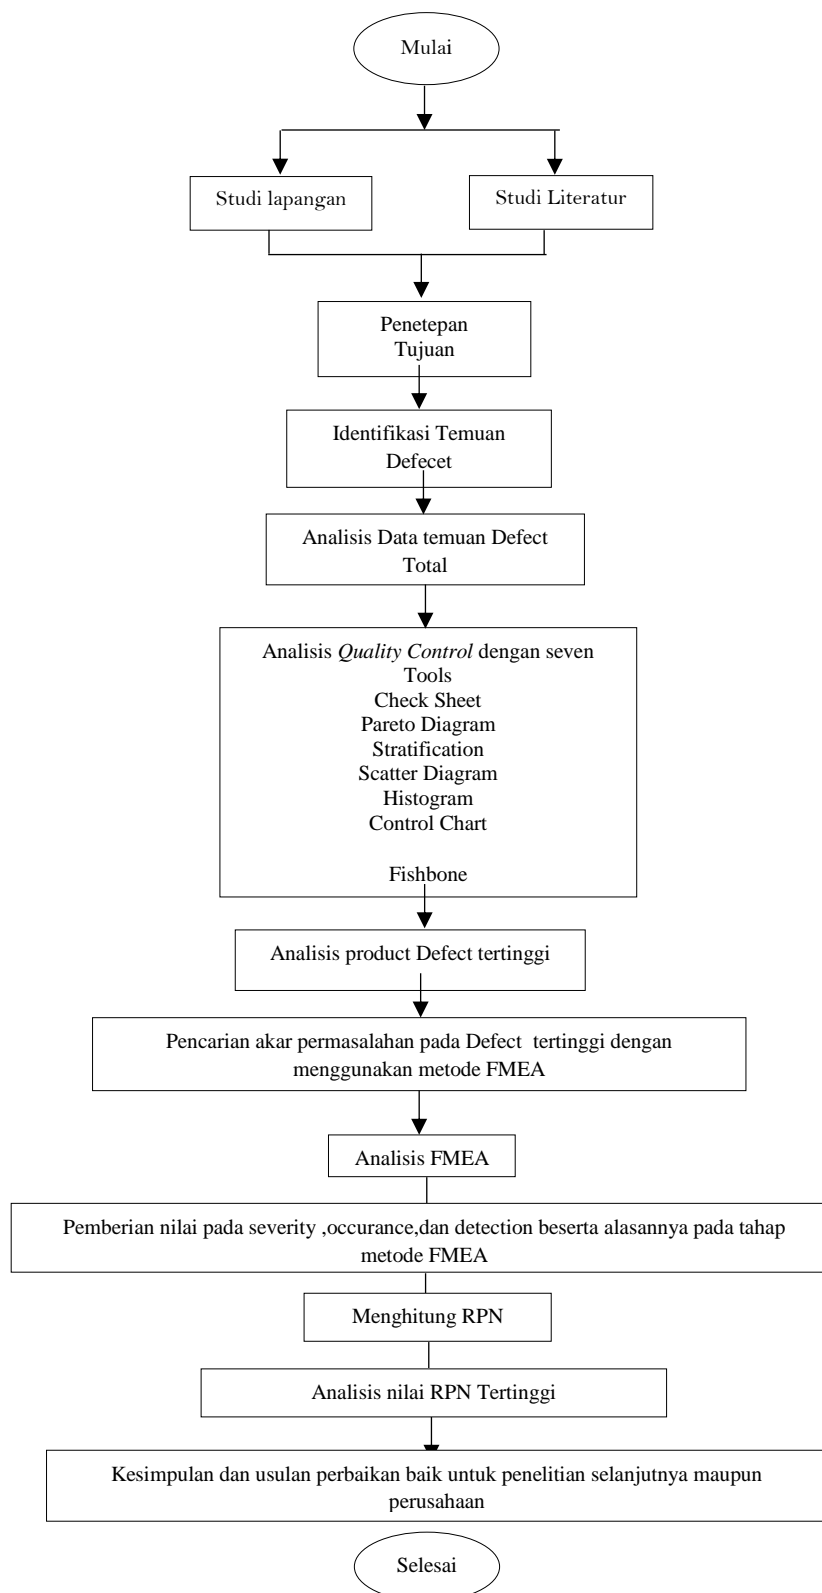 Mulai
Studi lapangan
Studi Literatur
Penetepan
Tujuan
Identifikasi Temuan
Defecet
Analisis Data temuan Defect
Total
Analisis Quality Control dengan seven
Tools
Check Sheet
Pareto Diagram
Stratification
Scatter Diagram
Histogram
Control Chart
Fishbone
Analisis product Defect tertinggi
Pencarian akar permasalahan pada Defect tertinggi dengan
menggunakan metode FMEA
Analisis FMEA
Pemberian nilai pada severity ,occurance,dan detection beserta alasannya pada tahap
metode FMEA
Menghitung RPN
Analisis nilai RPN Tertinggi
Kesimpulan dan usulan perbaikan baik untuk penelitian selanjutnya maupun
perusahaan
Selesai